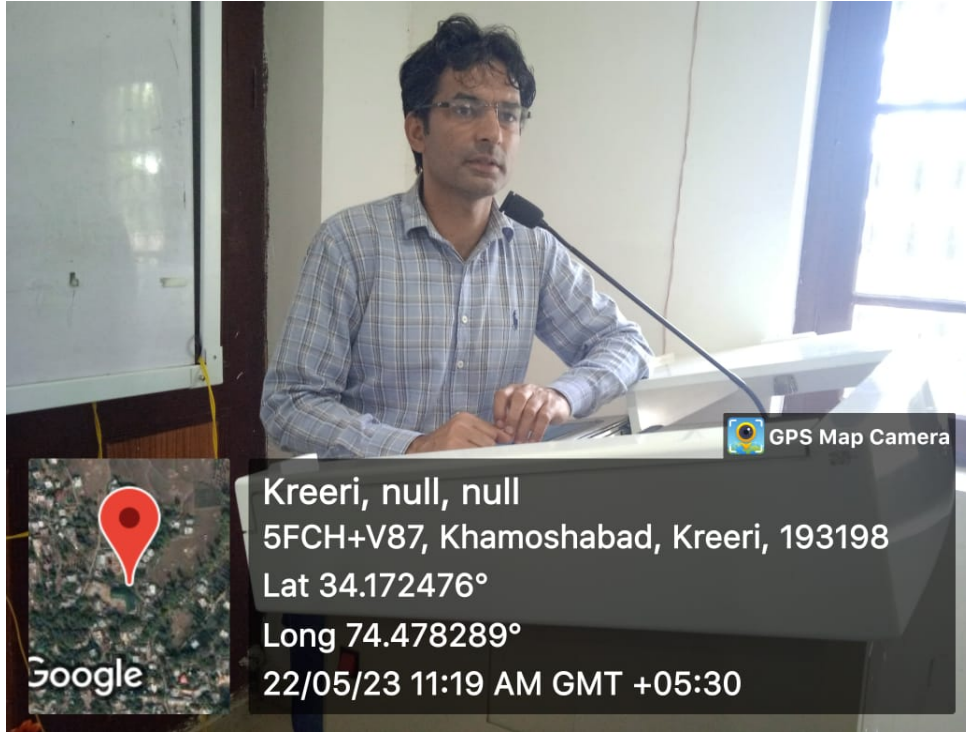 GPS Map Camera
Kreeri, null, null
5FCH+V87, Khamoshabad, Kreeri, 193198
Lat 34.172476°
Long 74.478289°
22/05/23 11:19 AM GMT +05:30
Google